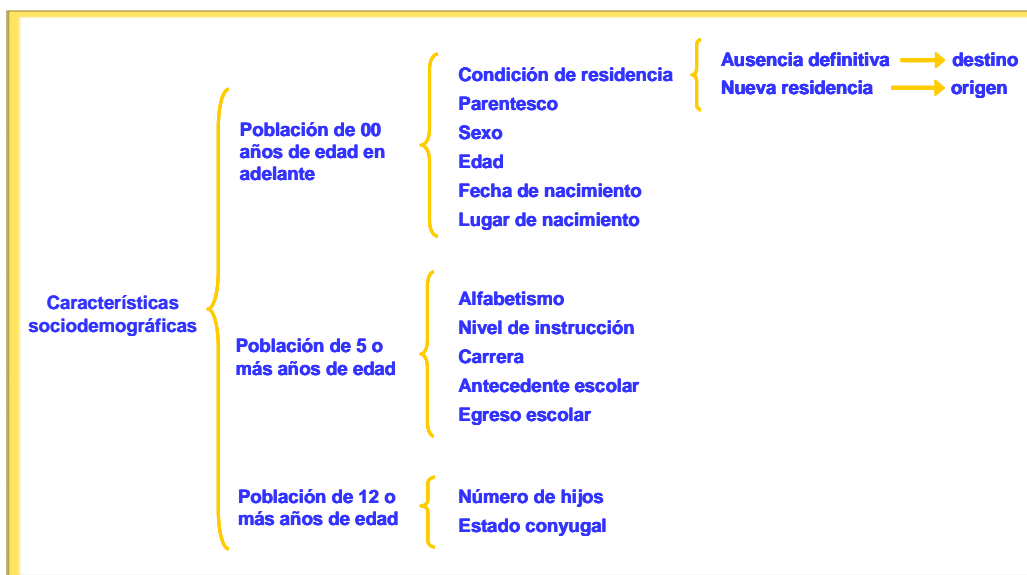 Características
sociodemográficas
Población de 00
años de edad en
adelante
Condición de residencia
Ausencia definitiva destino
Nueva residencia origen
Parentesco
Sexo
Edad
Fecha de nacimiento
Lugar de nacimiento
Población de 5 o
más años de edad
Alfabetismo
Nivel de instrucción
Carrera
Antecedente escolar
Egreso escolar
Población de 12 o
más años de edad
Número de hijos
Estado conyugal